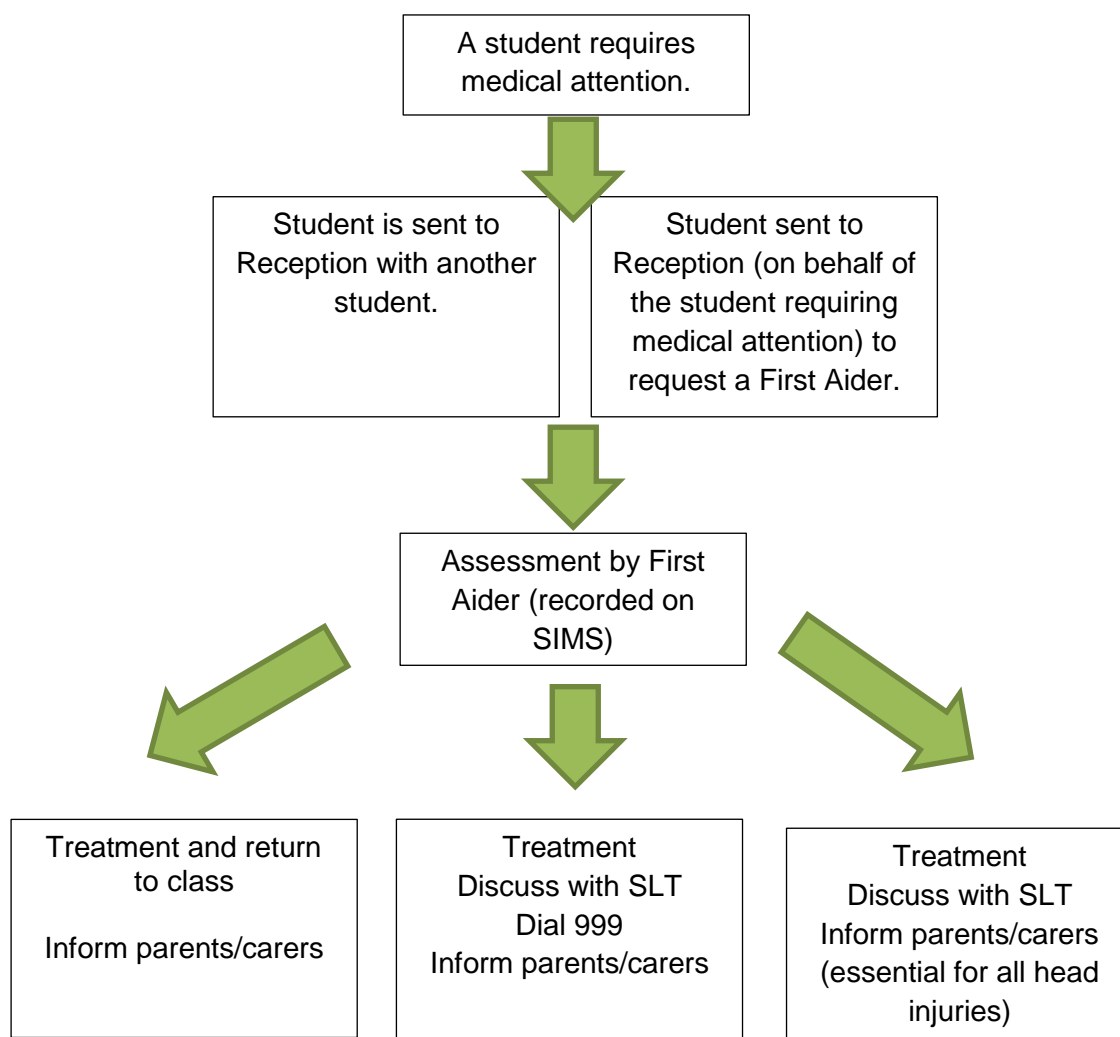 A student requires
medical attention.
Student is sent to
Reception with another
student.
Student sent to
Reception (on behalf of
the student requiring
medical attention) to
request a First Aider.
Assessment by First
Aider (recorded on
SIMS)
Treatment and return
to class
Inform parents/carers
Treatment
Discuss with SLT
Dial 999
Inform parents/carers
Treatment
Discuss with SLT
Inform parents/carers
(essential for all head
injuries)